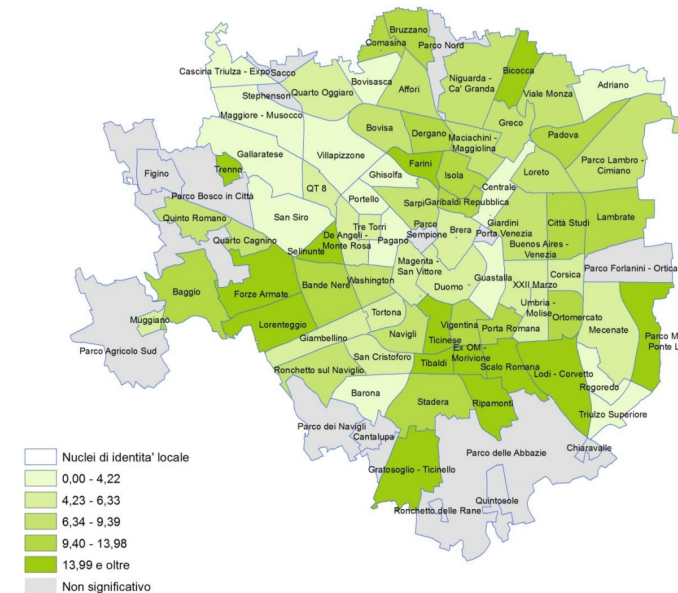 Bruzzano
Comasina
Parco Nord
Cascina Triulza - Expo
Sacco
Bovisasca
Bicocca
Niguarda -
Ca' Granda
Adriano
Stephenson
Quarto Oggiaro
Affori
Viale Monza
Maggiore - Musocco
Greco
Bovisa
Dergano
Maciachini -
Maggiolina
Padova
Gallaratese
Villapizzone
Parco Lambro -
Cimiano
Farini
Trenno
Ghisolfa
Isola
Loreto
Figino
QT 8
Centrale
Parco Bosco in Città
Portello
Sarpi
Garibaldi Repubblica
Quinto Romano
San Siro
Tre Torri
Parco
Sempione
Brera
Giardini
Porta Venezia
Città Studi
Lambrate
Quarto Cagnino
Selinunte
De Angeli -
Monte Rosa
Pagano
Buenos Aires -
Venezia
Magenta -
San Vittore
Corsica
Parco Forlanini - Ortica
Baggio
Forze Armate
Bande Nere
Washington
Duomo
Guastalla
XXII Marzo
Umbria -
Molise
Muggiano
Lorenteggio
Tortona
Ortomercato
Parco Agricolo Sud
Giambellino
Navigli
Ticinese
Vigentina
Porta Romana
Mecenate
Parco M
Ponte L
Ronchetto sul Naviglio
San Cristoforo
Tibaldi
Ex OM -
Morivione
Scalo Romana
Lodi - Corvetto
Rogoredo
Barona
Stadera
Ripamonti
Triulzo Superiore
Parco dei Navigli
Cantalupa
Parco delle Abbazie
Chiaravalle
Gratosoglio - Ticinello
Quintosole
Ronchetto delle Rane
Nuclei di identita' locale
0,00 - 4,22
4,23 - 6,33
6,34 - 9,39
9,40 - 13,98
13,99 e oltre
Non significativo